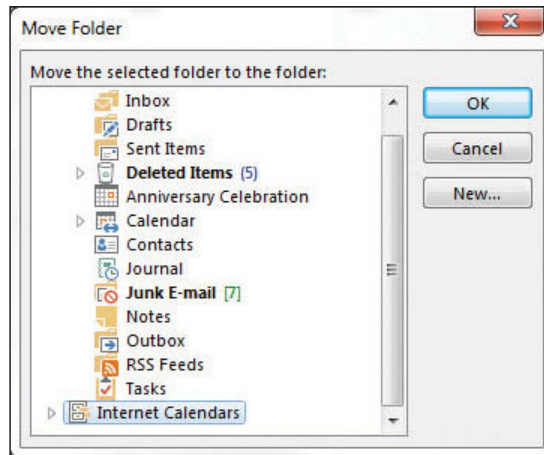 Move Folder
Move the selected folder to the folder:
Inbox
Drafts
Sent Items
Deleted Items (5)
Anniversary Celebration
Calendar
Contacts
Journal
Junk E-mail [7]
Notes
Outbox
RSS Feeds
Tasks
Internet Calendars
OK
Cancel
New...